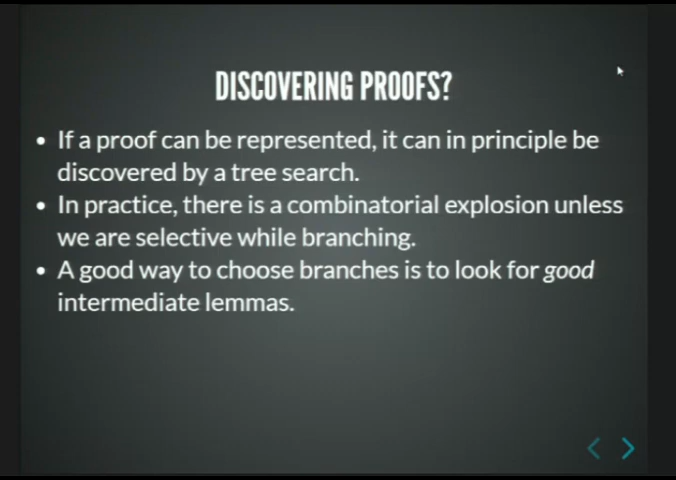 DISCOVERING PROOFS?
• If a proof can be represented, it can in principle be
discovered by a tree search.
• In practice, there is a combinatorial explosion unless
we are selective while branching.
• A good way to choose branches is to look for good
intermediate lemmas.